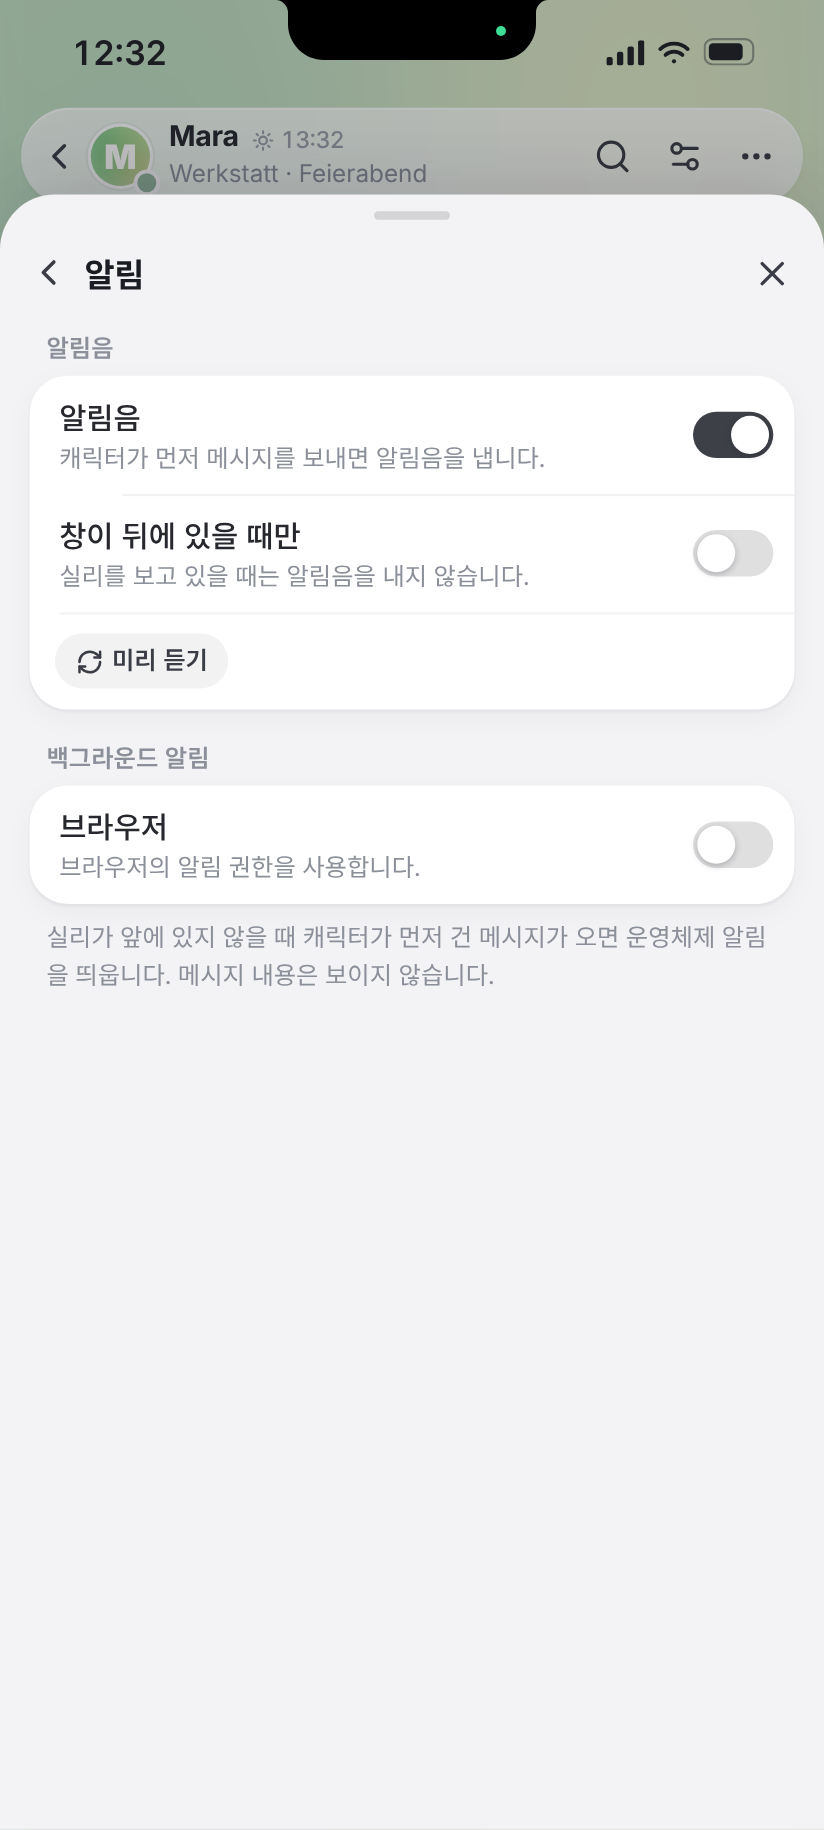 12:32
M
Mara 13:32
Werkstatt · Feierabend
알림
알림음
알림음
캐릭터가 먼저 메시지를 보내면 알림음을 냅니다.
창이 뒤에 있을 때만
실리를 보고 있을 때는 알림음을 내지 않습니다.
미리 듣기
백그라운드 알림
브라우저
브라우저의 알림 권한을 사용합니다.
실리가 앞에 있지 않을 때 캐릭터가 먼저 건 메시지가 오면 운영체제 알림
을 띄웁니다. 메시지 내용은 보이지 않습니다.